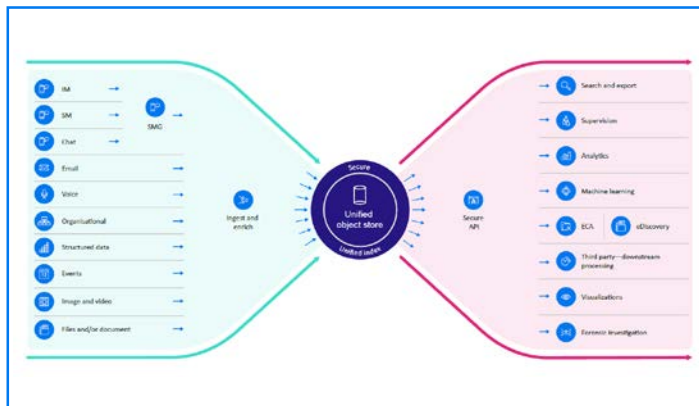 IM
SM
SMG
Chat
Email
Voice
Organisational
Structured data
Events
Image and video
Files and/or document
Ingest and
enrich
Secure
Unified
object store
Unified index
Secure
API
Search and export
Supervision
Analytics
Machine learning
ECA
eDiscovery
Third party—downstream
processing
Visualizations
Forensic investigation